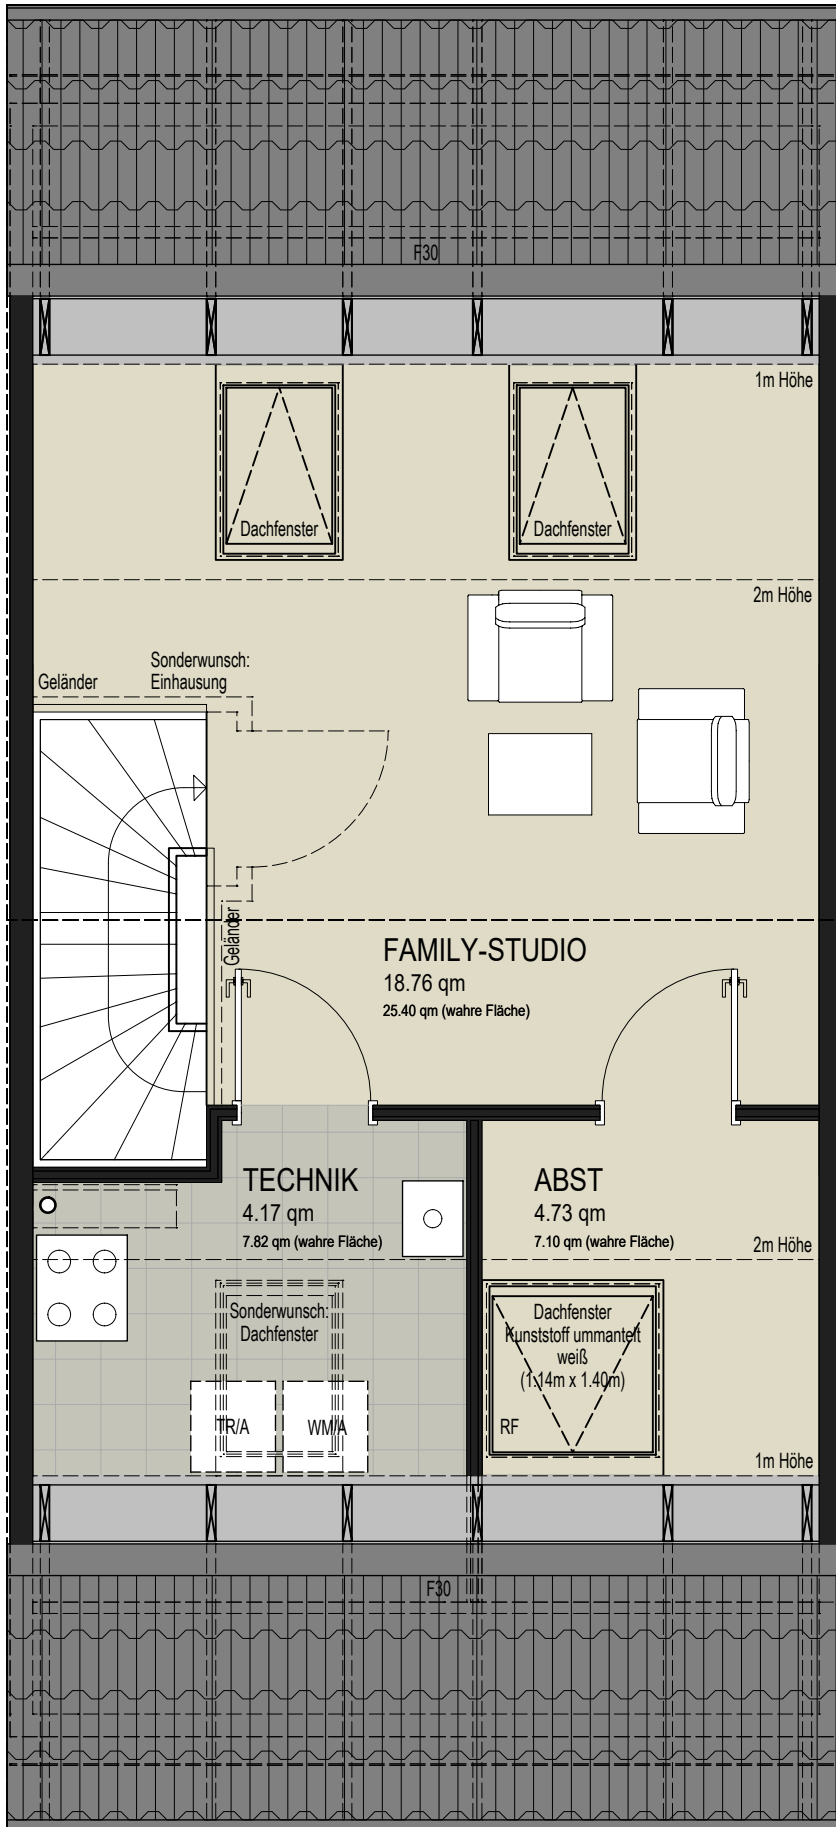 F30
1m Höhe
Dachfenster
Dachfenster
2m Höhe
Sonderwunsch:
Einhausung
Geländer
Geländer
FAMILY-STUDIO
18.76 qm
25.40 qm (wahre Fläche)
TECHNIK
4.17 qm
7.82 qm (wahre Fläche)
ABST
4.73 qm
7.10 qm (wahre Fläche)
2m Höhe
Sonderwunsch:
Dachfenster
Dachfenster
Kunststoff ummantelt
weiß
(1.14m x 1.40m)
TR/A
WM/A
RF
1m Höhe
F30